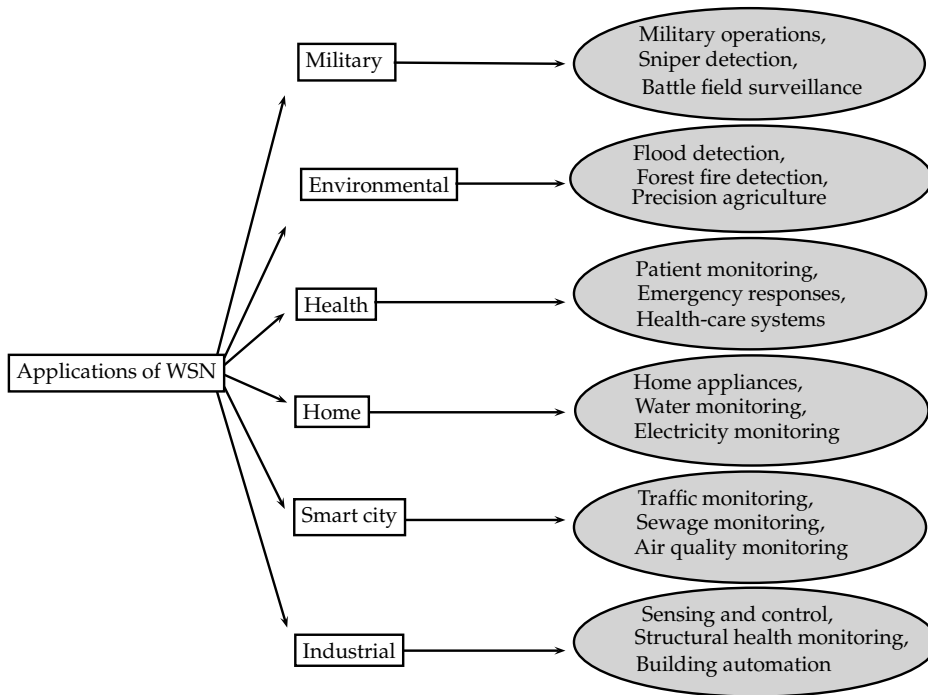 Applications of WSN
Military
Military operations,
Sniper detection,
Battle field surveillance
Environmental
Flood detection,
Forest fire detection,
Precision agriculture
Health
Patient monitoring,
Emergency responses,
Health-care systems
Home
Home appliances,
Water monitoring,
Electricity monitoring
Smart city
Traffic monitoring,
Sewage monitoring,
Air quality monitoring
Industrial
Sensing and control,
Structural health monitoring,
Building automation